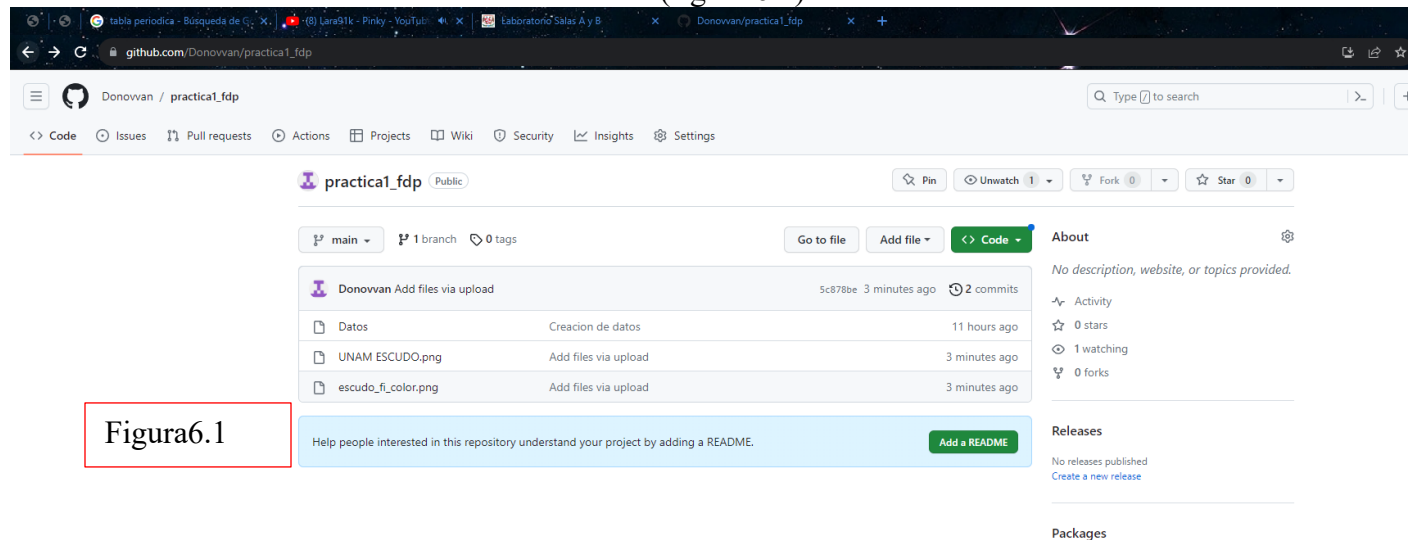 tabla periodica - Búsqueda de G
(8) Lara91k - Pinky - YouTub
Laboratorio Salas A y B
Donovvan/practica1_fdp
github.com/Donovvan/practica1_fdp
Donovvan / practica1_fdp
Type / to search
Code
Issues
Pull requests
Actions
Projects
Wiki
Security
Insights
Settings
practica1_fdp Public
Pin
Unwatch 1
Fork 0
Star 0
main
1 branch
0 tags
Go to file
Add file
Code
About
No description, website, or topics provided.
Donovvan Add files via upload
5c878be 3 minutes ago
2 commits
Activity
Datos
Creacion de datos
11 hours ago
0 stars
UNAM ESCUDO.png
Add files via upload
3 minutes ago
1 watching
0 forks
escudo_fi_color.png
Add files via upload
3 minutes ago
Figura6.1
Help people interested in this repository understand your project by adding a README.
Add a README
Releases
No releases published
Create a new release
Packages